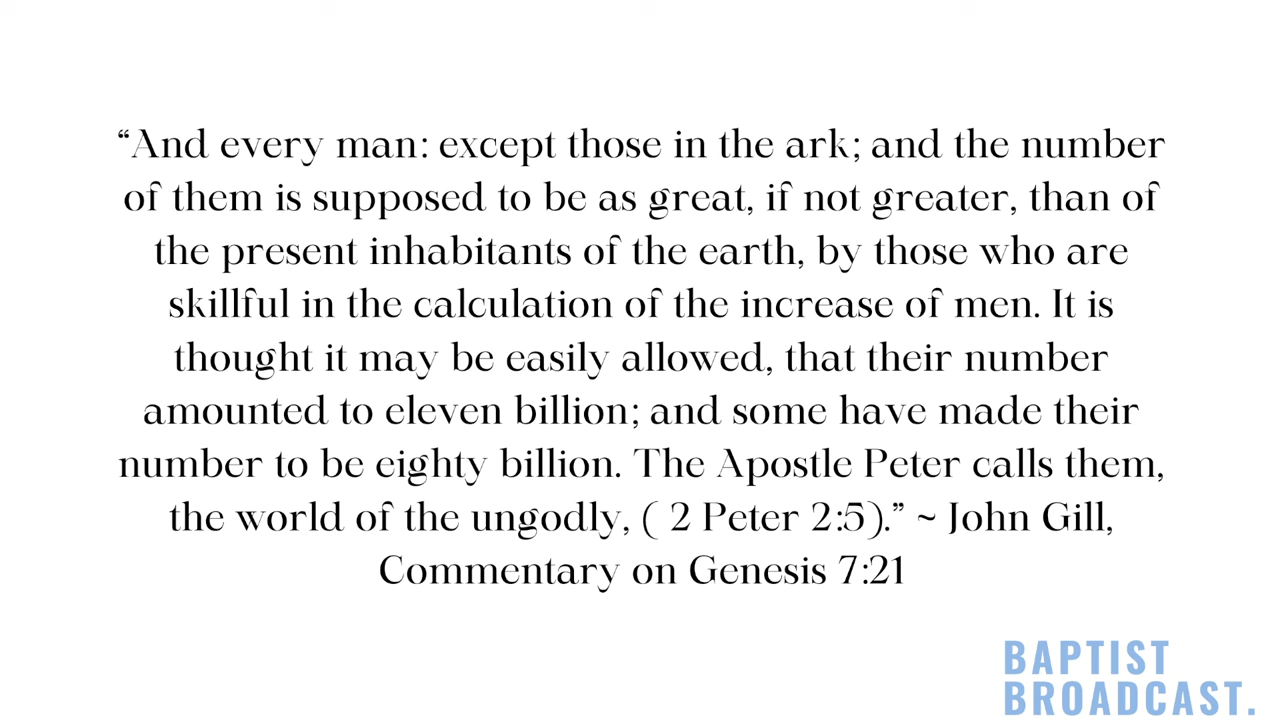 “And every man: except those in the ark; and the number
of them is supposed to be as great, if not greater, than of
the present inhabitants of the earth, by those who are
skillful in the calculation of the increase of men. It is
thought it may be easily allowed, that their number
amounted to eleven billion; and some have made their
number to be eighty billion. The Apostle Peter calls them,
the world of the ungodly, ( 2 Peter 2:5).” ~ John Gill,
Commentary on Genesis 7:21
BAPTIST
BROADCAST.